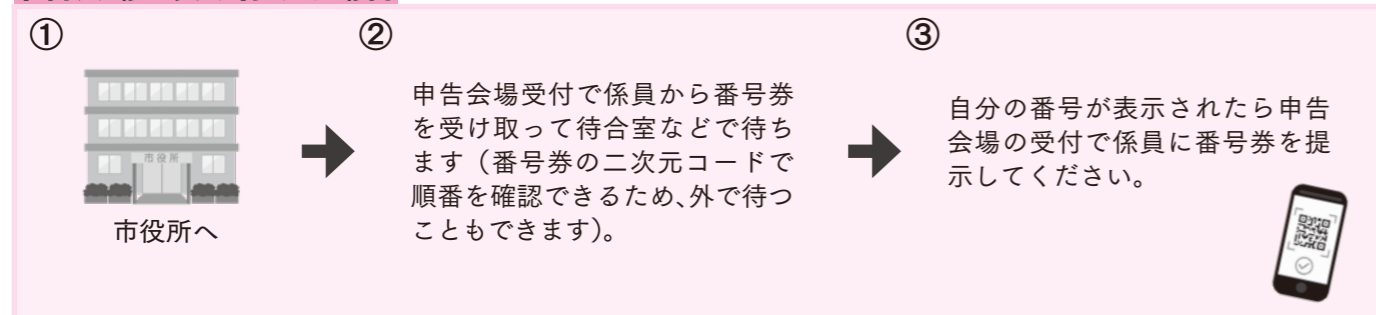 ①
市役所
市役所へ
②
申告会場受付で係員から番号券
を受け取って待合室などで待ち
ます（番号券の二次元コードで
順番を確認できるため、外で待つ
こともできます）。
③
自分の番号が表示されたら申告
会場の受付で係員に番号券を提
示してください。